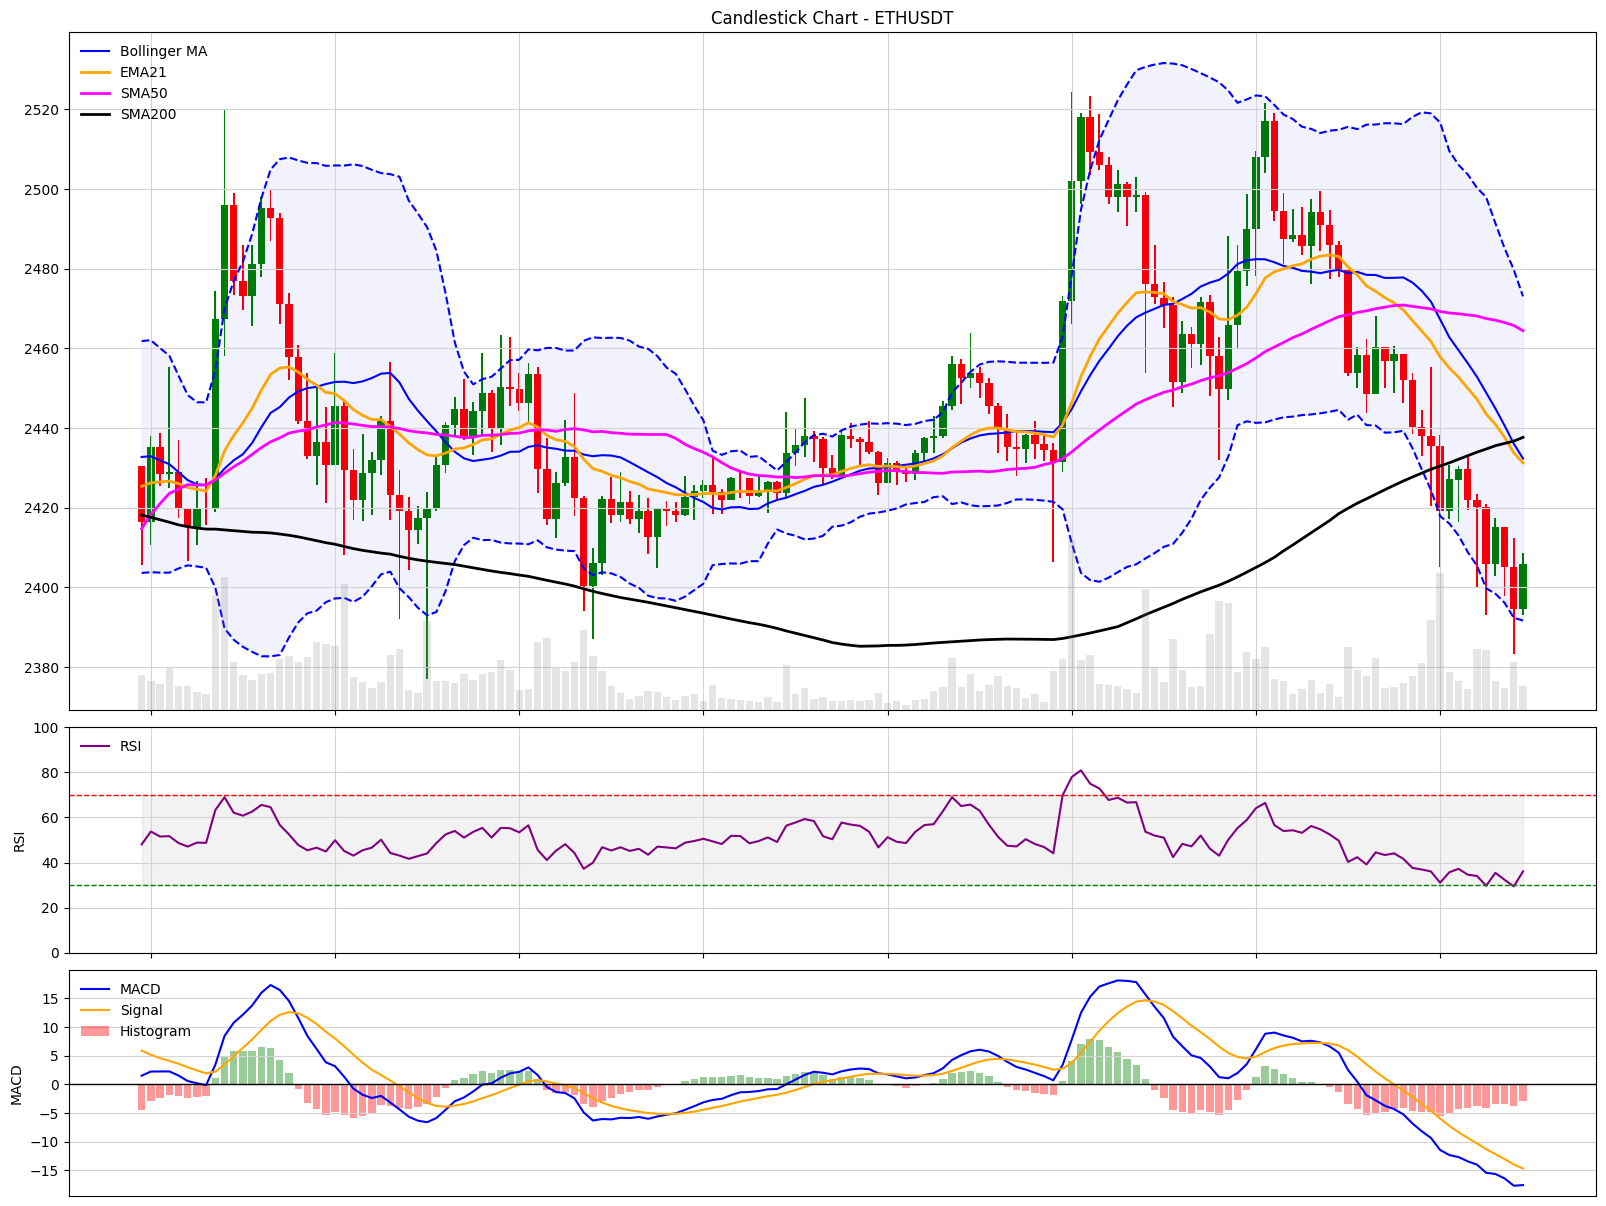 Candlestick Chart - ETHUSDT
Bollinger MA
EMA21
SMA50
SMA200
2520
2500
2480
2460
2440
2420
2400
2380
RSI
100
80
60
40
20
0
RSI
MACD
Signal
Histogram
15
10
5
0
−5
−10
−15
MACD